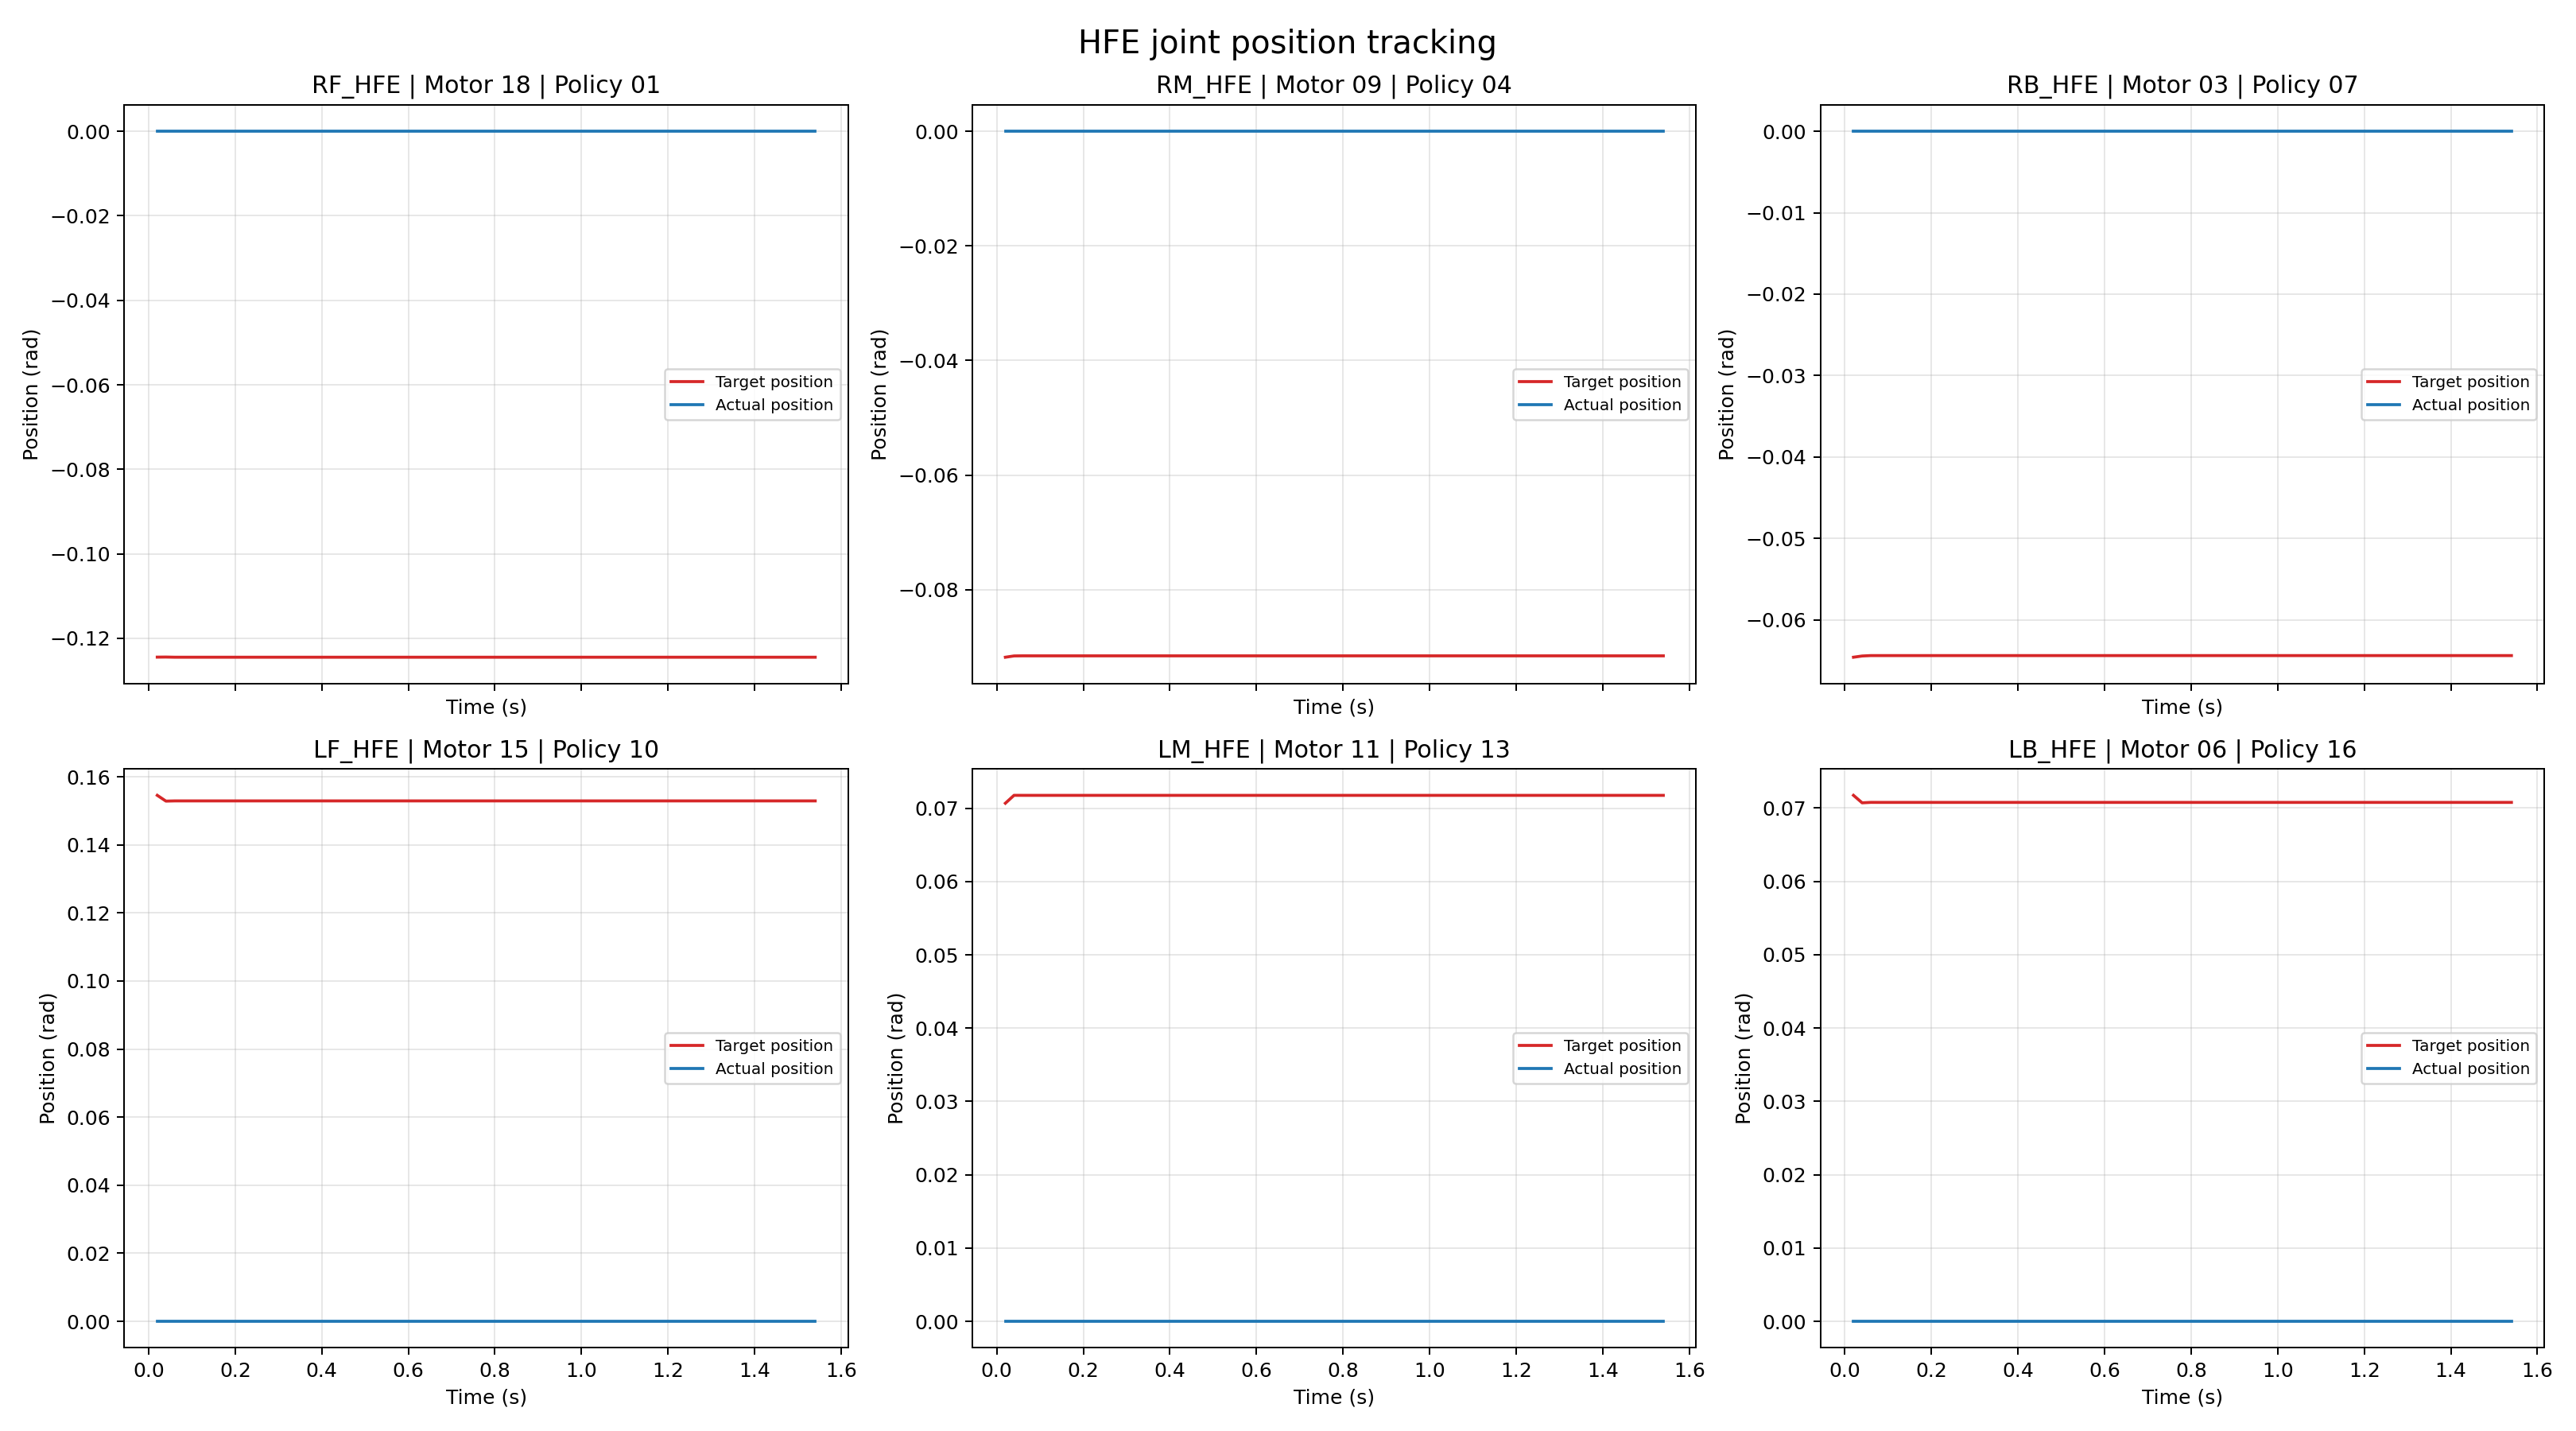 HFE joint position tracking
RF_HFE | Motor 18 | Policy 01
0.00
−0.02
−0.04
−0.06
−0.08
−0.10
−0.12
Position (rad)
Target position
Actual position
Time (s)
RM_HFE | Motor 09 | Policy 04
0.00
−0.02
−0.04
−0.06
−0.08
Position (rad)
Target position
Actual position
Time (s)
RB_HFE | Motor 03 | Policy 07
0.00
−0.01
−0.02
−0.03
−0.04
−0.05
−0.06
Position (rad)
Target position
Actual position
Time (s)
LF_HFE | Motor 15 | Policy 10
0.16
0.14
0.12
0.10
0.08
0.06
0.04
0.02
0.00
Position (rad)
Target position
Actual position
0.0 0.2 0.4 0.6 0.8 1.0 1.2 1.4 1.6
Time (s)
LM_HFE | Motor 11 | Policy 13
0.07
0.06
0.05
0.04
0.03
0.02
0.01
0.00
Position (rad)
Target position
Actual position
0.0 0.2 0.4 0.6 0.8 1.0 1.2 1.4 1.6
Time (s)
LB_HFE | Motor 06 | Policy 16
0.07
0.06
0.05
0.04
0.03
0.02
0.01
0.00
Position (rad)
Target position
Actual position
0.0 0.2 0.4 0.6 0.8 1.0 1.2 1.4 1.6
Time (s)